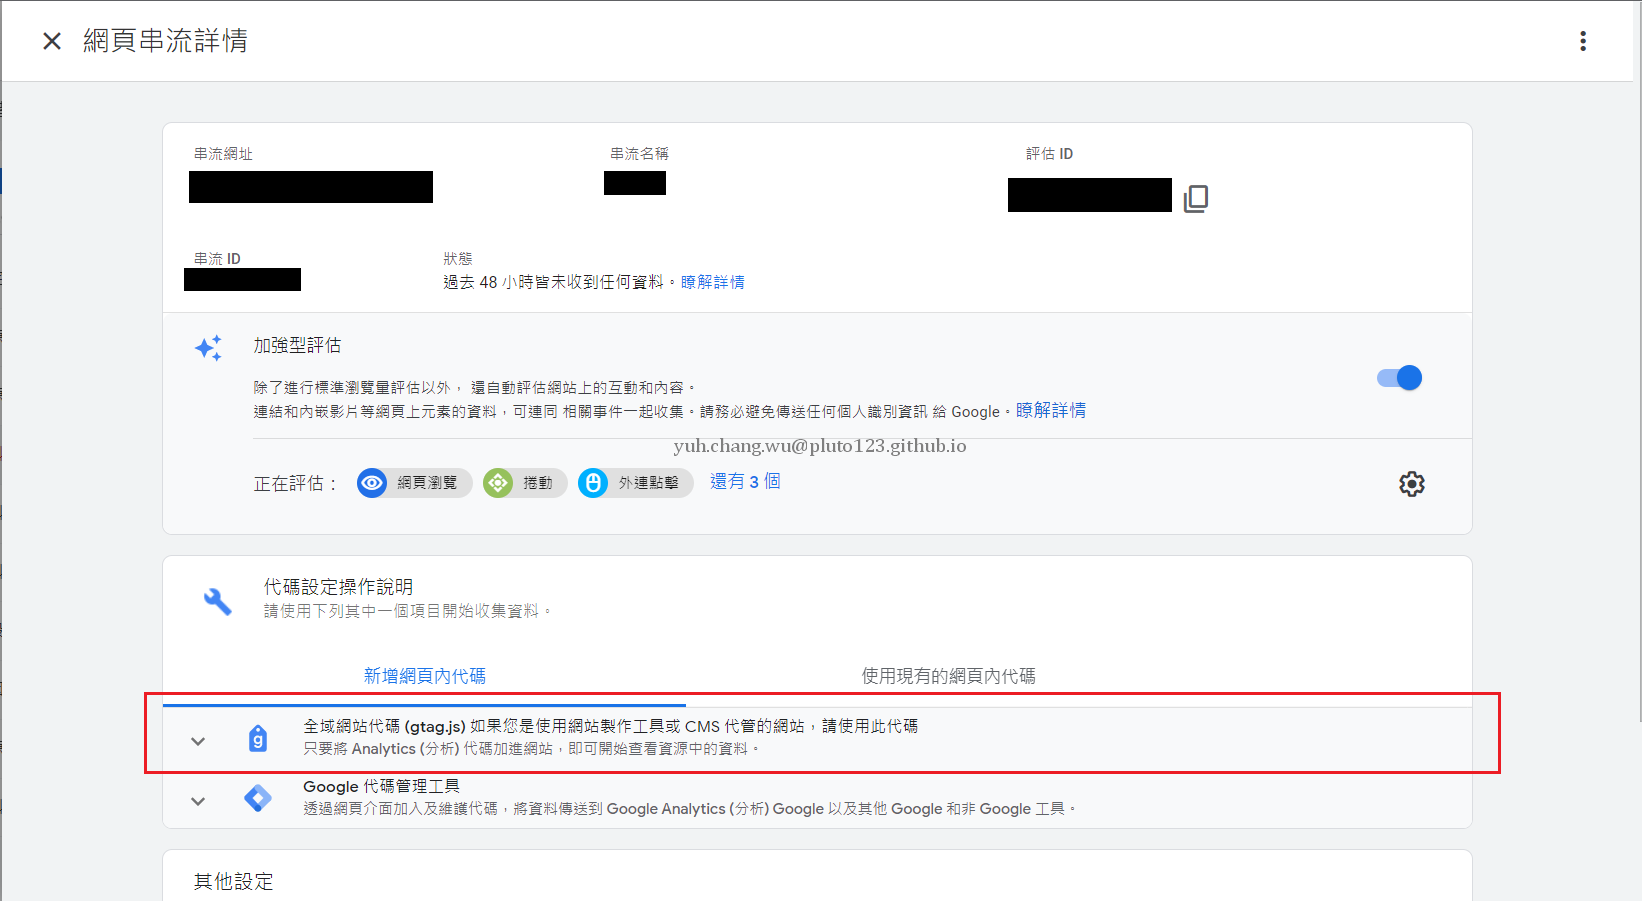 網頁串流詳情
串流網址
串流名稱
評估 ID
串流 ID
狀態
過去 48 小時皆未收到任何資料。瞭解詳情
加強型評估
除了進行標準瀏覽量評估以外， 還自動評估網站上的互動和內容。
連結和內嵌影片等網頁上元素的資料，可連同 相關事件一起收集。請務必避免傳送任何個人識別資訊 給 Google。瞭解詳情
yuh.chang.wu@pluto123.github.io
正在評估： 網頁瀏覽 捲動 外連點擊 還有 3 個
代碼設定操作說明
請使用下列其中一個項目開始收集資料。
新增網頁內代碼
使用現有的網頁內代碼
全域網站代碼 (gtag.js) 如果您是使用網站製作工具或 CMS 代管的網站，請使用此代碼
只要將 Analytics (分析) 代碼加進網站，即可開始查看資源中的資料。
g
Google 代碼管理工具
透過網頁介面加入及維護代碼，將資料傳送到 Google Analytics (分析) Google 以及其他 Google 和非 Google 工具。
其他設定